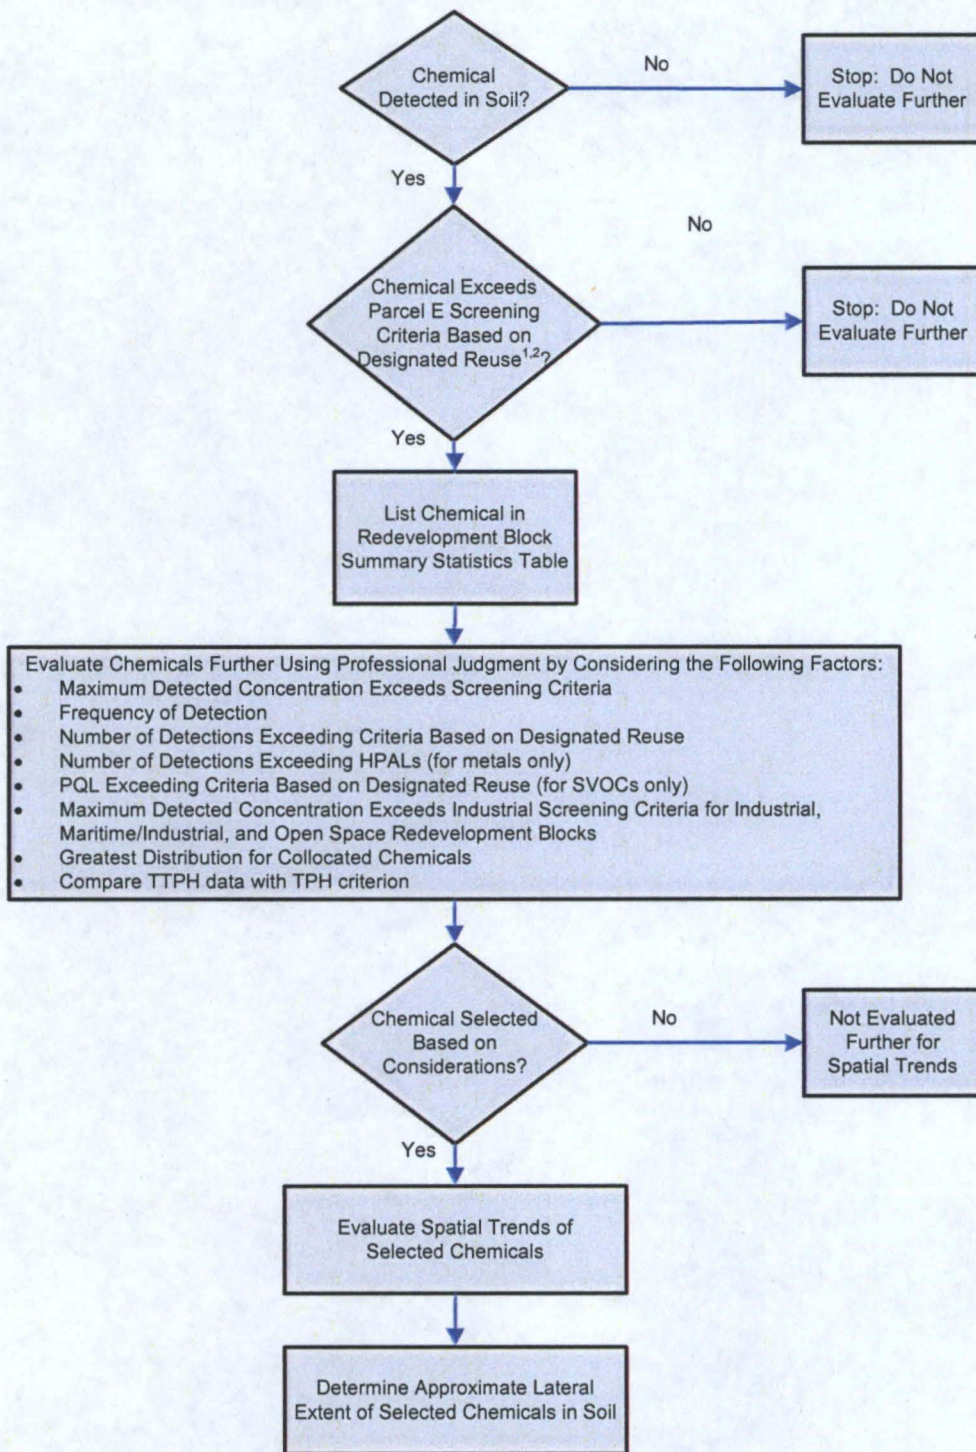 Chemical
Detected in Soil?
No
Stop: Do Not
Evaluate Further
Yes
Chemical Exceeds
Parcel E Screening
Criteria Based on
Designated Reuse1,2?
No
Stop: Do Not
Evaluate Further
Yes
List Chemical in
Redevelopment Block
Summary Statistics Table
Evaluate Chemicals Further Using Professional Judgment by Considering the Following Factors:
• Maximum Detected Concentration Exceeds Screening Criteria
• Frequency of Detection
• Number of Detections Exceeding Criteria Based on Designated Reuse
• Number of Detections Exceeding HPALs (for metals only)
• PQL Exceeding Criteria Based on Designated Reuse (for SVOCs only)
• Maximum Detected Concentration Exceeds Industrial Screening Criteria for Industrial,
Maritime/Industrial, and Open Space Redevelopment Blocks
• Greatest Distribution for Collocated Chemicals
• Compare TTPH data with TPH criterion
Chemical Selected
Based on
Considerations?
No
Not Evaluated
Further for
Spatial Trends
Yes
Evaluate Spatial Trends of
Selected Chemicals
Determine Approximate Lateral
Extent of Selected Chemicals in Soil